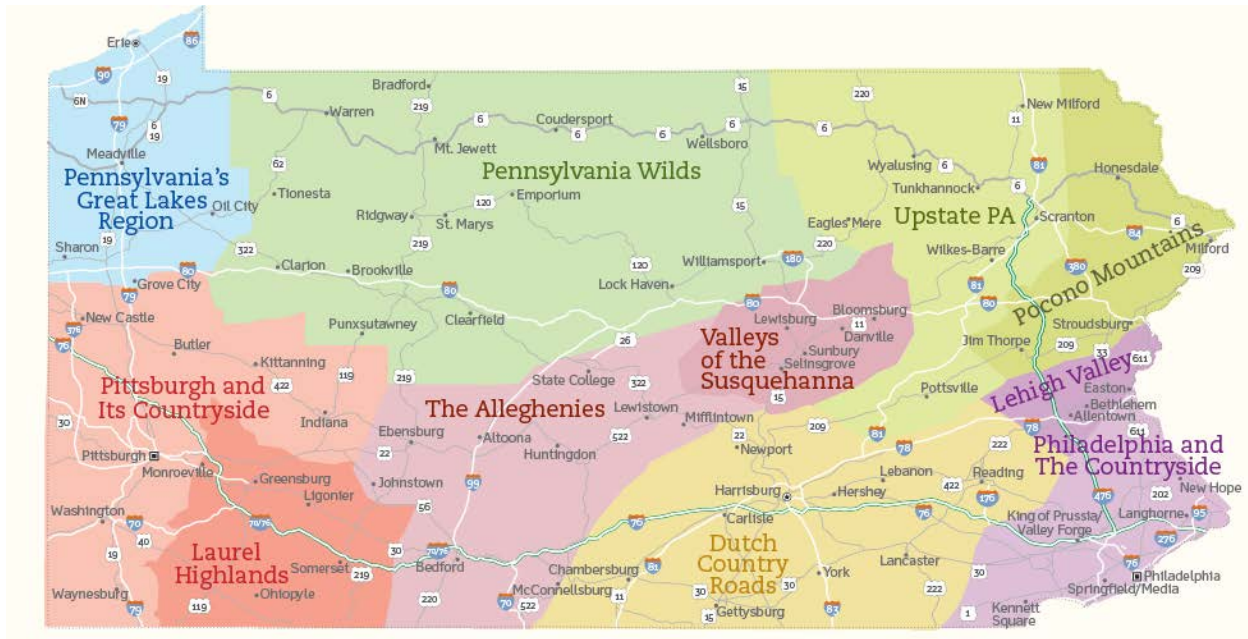 Erie
86
90
19
6N
6
79
6
19
Meadville
Pennsylvania's
Great Lakes
Region
Oil City
19
Sharon
322
80
Grove City
79
Bradford
219
Warren
6
62
Mt. Jewett
6
Coudersport
6
6
15
6
Wellsboro
Pennsylvania Wilds
Tionesta
120
Emporium
Ridgway
St. Marys
219
15
Clarion
Brookville
80
120
Lock Haven
Williamsport
180
220
Clearfield
Punxsutawney
80
219
220
11
New Milford
6
Wyalusing
6
81
Honesdale
Tunkhannock
6
Eagles Mere
Upstate PA
Scranton
6
84
Milford
Wilkes-Barre
380
209
Pocono Mountains
81
80
Stroudsburg
Jim Thorpe
209
33
611
Pottsville
209
81
Valleys
of the
Susquehanna
Bloomsburg
Lewisburg
11
Danville
Sunbury
Selinsgrove
15
26
State College
322
The Alleghenies
Lewistown
Mifflintown
522
Ebensburg
Altoona
22
Huntingdon
Johnstown
99
56
30
70/76
Bedford
220
70
522
McConnellsburg
New Castle
376
76
Butler
Kittanning
422
119
Pittsburgh and
Its Countryside
30
Indiana
Pittsburgh
Monroeville
Greensburg
Ligonier
Washington
70
40
19
70/76
Laurel
Highlands
Somerset
219
Waynesburg
79
119
Ohiopyle
22
Newport
78
222
Harrisburg
Hershey
Lebanon
422
Reading
176
76
76
Carlisle
Dutch
Country
Roads
Lancaster
Chambersburg
81
11
30
30
York
15
Gettysburg
83
222
Lehigh Valley
Easton
Bethlehem
Allentown
78
611
Philadelphia and
The Countryside
476
202
New Hope
King of Prussia/
Valley Forge
Langhorne
95
276
76
Philadelphia
Springfield/Media
30
1
Kennett
Square